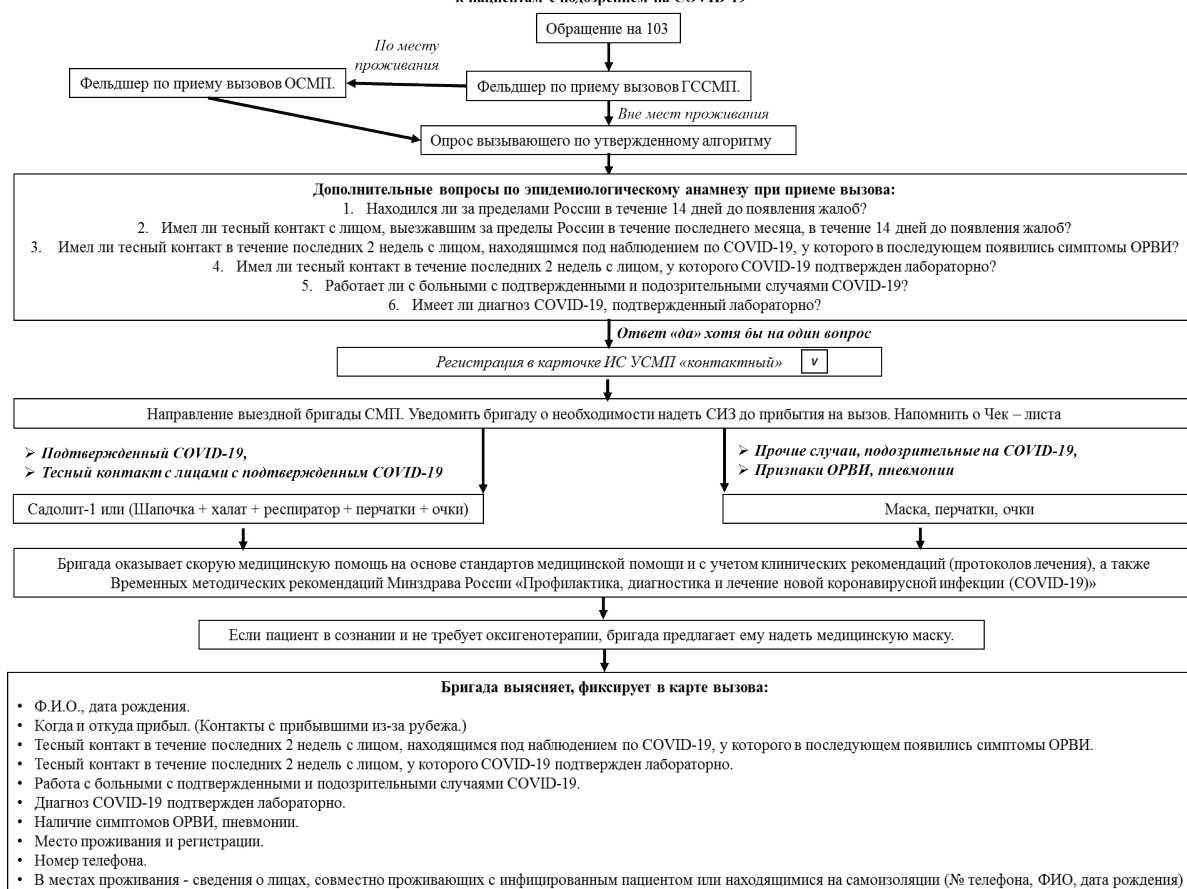 к пациентам с подозрением на COVID-19
Обращение на 103
По месту
проживания
Фельдшер по приему вызовов ОСМП.
Фельдшер по приему вызовов ГССМП.
Вне мест проживания
Опрос вызывающего по утвержденному алгоритму
Дополнительные вопросы по эпидемиологическому анамнезу при приеме вызова:
1. Находился ли за пределами России в течение 14 дней до появления жалоб?
2. Имел ли тесный контакт с лицом, выезжавшим за пределы России в течение последнего месяца, в течение 14 дней до появления жалоб?
3. Имел ли тесный контакт в течение последних 2 недель с лицом, находящимся под наблюдением по COVID-19, у которого в последующем появились симптомы ОРВИ?
4. Имел ли тесный контакт в течение последних 2 недель с лицом, у которого COVID-19 подтвержден лабораторно?
5. Работает ли с больными с подтвержденными и подозрительными случаями COVID-19?
6. Имеет ли диагноз COVID-19, подтвержденный лабораторно?
Ответ «да» хотя бы на один вопрос
Регистрация в карточке ИС УСМП «контактный» v
Направление выездной бригады СМП. Уведомить бригаду о необходимости надеть СИЗ до прибытия на вызов. Напомнить о Чек – листа
➢ Подтвержденный COVID-19,
➢ Тесный контакт с лицами с подтвержденным COVID-19
➢ Прочие случаи, подозрительные на COVID-19,
➢ Признаки ОРВИ, пневмонии
Садолит-1 или (Шапочка + халат + респиратор + перчатки + очки)
Маска, перчатки, очки
Бригада оказывает скорую медицинскую помощь на основе стандартов медицинской помощи и с учетом клинических рекомендаций (протоколов лечения), а также
Временных методических рекомендаций Минздрава России «Профилактика, диагностика и лечение новой коронавирусной инфекции (COVID-19)»
Если пациент в сознании и не требует оксигенотерапии, бригада предлагает ему надеть медицинскую маску.
Бригада выясняет, фиксирует в карте вызова:
• Ф.И.О., дата рождения.
• Когда и откуда прибыл. (Контакты с прибывшими из-за рубежа.)
• Тесный контакт в течение последних 2 недель с лицом, находящимся под наблюдением по COVID-19, у которого в последующем появились симптомы ОРВИ.
• Тесный контакт в течение последних 2 недель с лицом, у которого COVID-19 подтвержден лабораторно.
• Работа с больными с подтвержденными и подозрительными случаями COVID-19.
• Диагноз COVID-19 подтвержден лабораторно.
• Наличие симптомов ОРВИ, пневмонии.
• Место проживания и регистрации.
• Номер телефона.
• В местах проживания - сведения о лицах, совместно проживающих с инфицированным пациентом или находящимися на самоизоляции (№ телефона, ФИО, дата рождения)